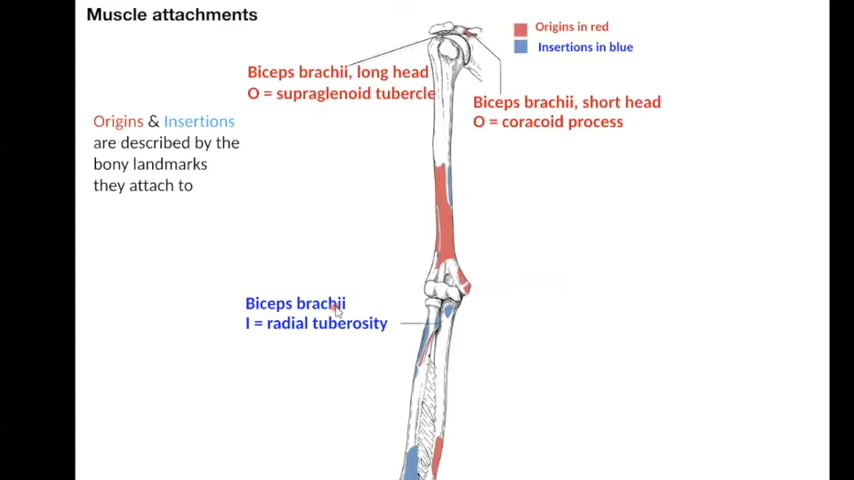 Muscle attachments
Origins in red
Insertions in blue
Biceps brachii, long head
O = supraglenoid tubercle
Biceps brachii, short head
O = coracoid process
Origins & Insertions
are described by the
bony landmarks
they attach to
Biceps brachii
I = radial tuberosity